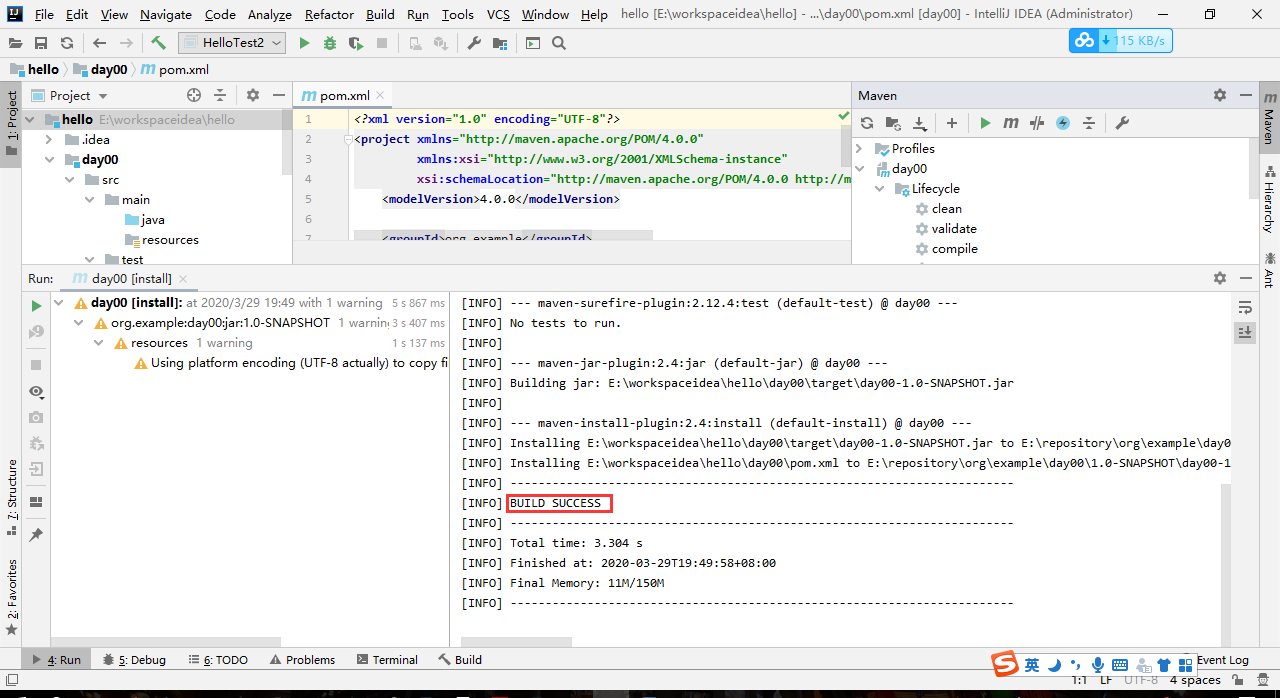 File Edit View Navigate Code Analyze Refactor Build Run Tools VCS Window Help hello [E:\workspaceidea\hello] - ...\day00\pom.xml [day00] - IntelliJ IDEA (Administrator)
HelloTest2
115 KB/s
hello day00 m pom.xml
1: Project
Project
m pom.xml
Maven
hello E:\workspaceidea\hello
.idea
day00
src
main
java
resources
test
1 <?xml version="1.0" encoding="UTF-8"?>
2 <project xmlns="http://maven.apache.org/POM/4.0.0"
3 xmlns:xsi="http://www.w3.org/2001/XMLSchema-instance"
4 xsi:schemaLocation="http://maven.apache.org/POM/4.0.0 http://m
5 <modelVersion>4.0.0</modelVersion>
6
7 <groupId>org.example</groupId>
Profiles
day00
Lifecycle
clean
validate
compile
m Maven
Hierarchy
Ant
Run: m day00 [install]
day00 [install]: at 2020/3/29 19:49 with 1 warning 5 s 867 ms
org.example:day00:jar:1.0-SNAPSHOT 1 warning 3 s 407 ms
resources 1 warning 1 s 137 ms
Using platform encoding (UTF-8 actually) to copy fi
[INFO] --- maven-surefire-plugin:2.12.4:test (default-test) @ day00 ---
[INFO] No tests to run.
[INFO]
[INFO] --- maven-jar-plugin:2.4:jar (default-jar) @ day00 ---
[INFO] Building jar: E:\workspaceidea\hello\day00\target\day00-1.0-SNAPSHOT.jar
[INFO]
[INFO] --- maven-install-plugin:2.4:install (default-install) @ day00 ---
[INFO] Installing E:\workspaceidea\hello\day00\target\day00-1.0-SNAPSHOT.jar to E:\repository\org\example\day0
[INFO] Installing E:\workspaceidea\hello\day00\pom.xml to E:\repository\org\example\day00\1.0-SNAPSHOT\day00-1
[INFO] ------------------------------------------------------------------------
[INFO] BUILD SUCCESS
[INFO] ------------------------------------------------------------------------
[INFO] Total time: 3.304 s
[INFO] Finished at: 2020-03-29T19:49:58+08:00
[INFO] Final Memory: 11M/150M
[INFO] ------------------------------------------------------------------------
7: Structure
2: Favorites
4: Run 5: Debug 6: TODO Problems Terminal Build Event Log
S 英
1:1 LF UTF-8 4 spaces